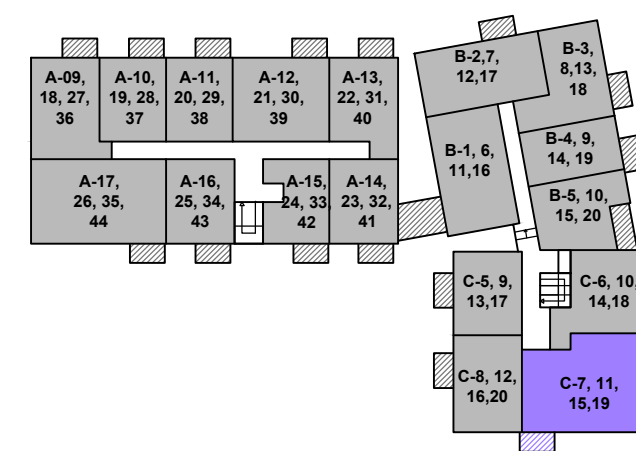 A-09,
18, 27,
36
A-10,
19, 28,
37
A-11,
20, 29,
38
A-12,
21, 30,
39
A-13,
22, 31,
40
A-17,
26, 35,
44
A-16,
25, 34,
43
A-15,
24, 33,
42
A-14,
23, 32,
41
B-2,7,
12,17
B-3,
8,13,
18
B-1, 6,
11,16
B-4, 9,
14, 19
B-5, 10,
15, 20
C-5, 9,
13,17
C-6, 10,
14,18
C-8, 12,
16,20
C-7, 11,
15,19